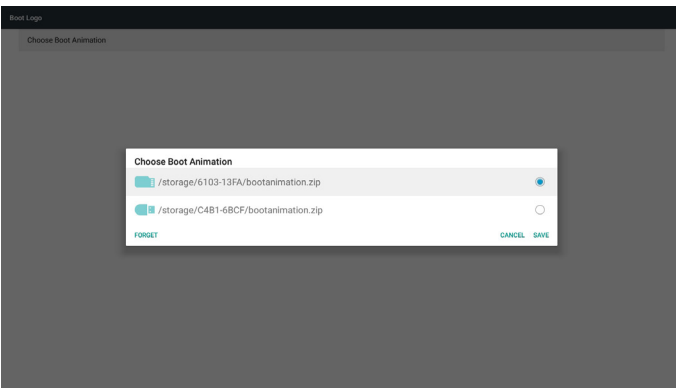 Boot Logo
Choose Boot Animation
Choose Boot Animation
/storage/6103-13FA/bootanimation.zip
/storage/C4B1-6BCF/bootanimation.zip
FORGET CANCEL SAVE